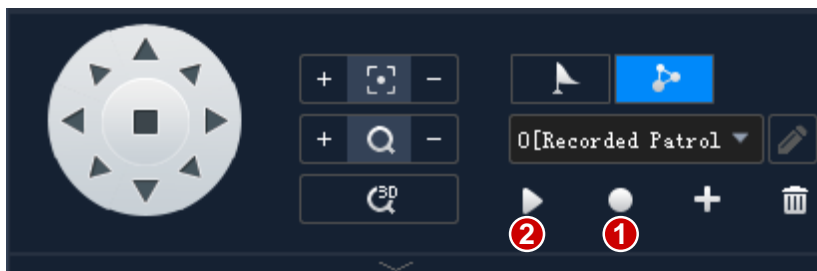 + −
+ −
0[Recorded Patrol
3D
2 1